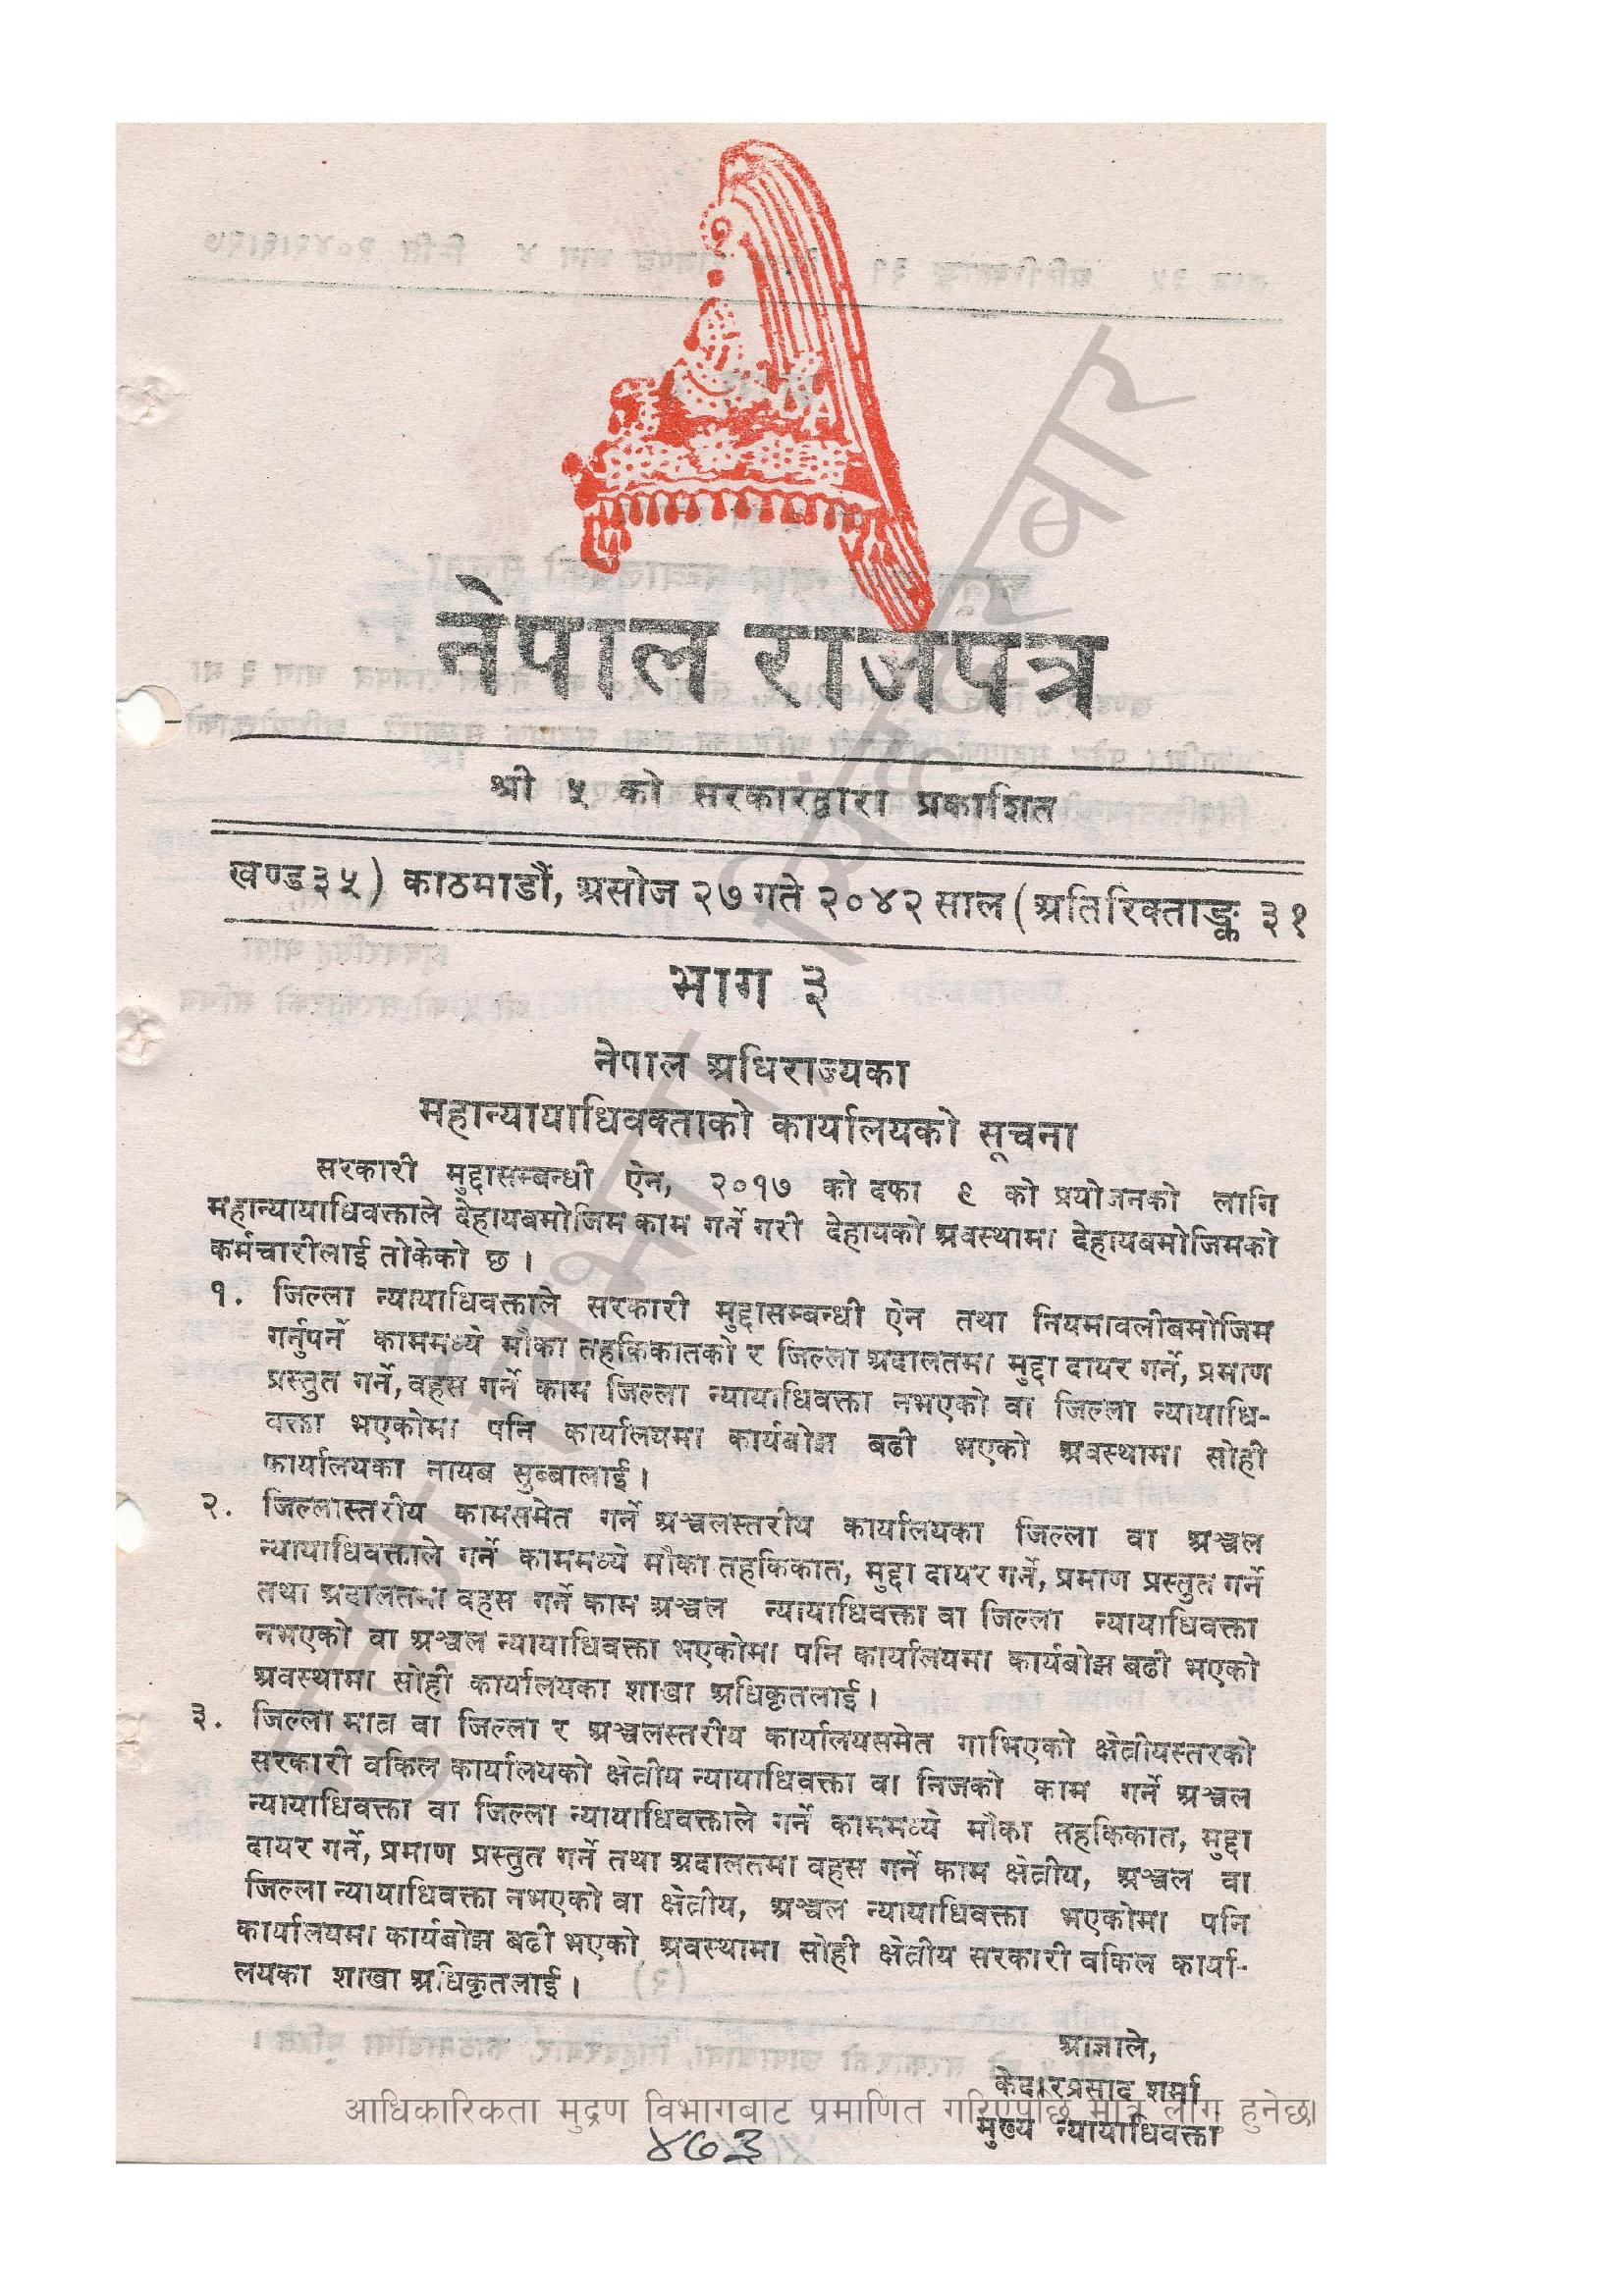 नेपाल राजपत्र
श्री ५ को सरकारद्वारा प्रकाशित
खण्ड ३५) काठमाडौं, असोज २७ गते २०४२ साल (अतिरिक्ताङ्क ३१
भाग ३
नेपाल अधिराज्यका
महान्यायाधिवक्ताको कार्यालयको सूचना
सरकारी मुद्दासम्बन्धी ऐन, २०१७ को दफा ९ को प्रयोजनको लागि
महान्यायाधिवक्ताले देहायबमोजिम काम गर्ने गरी देहायको अवस्थामा देहायबमोजिमको
कर्मचारीलाई तोकेको छ ।
१. जिल्ला न्यायाधिवक्ताले सरकारी मुद्दासम्बन्धी ऐन तथा नियमावलीबमोजिम
गर्नुपर्ने काममध्ये मौका तहकिकातको र जिल्ला अदालतमा मुद्दा दायर गर्ने, प्रमाण
प्रस्तुत गर्ने, वहस गर्ने काम जिल्ला न्यायाधिवक्ता नभएको वा जिल्ला न्यायाधि-
वक्ता भएकोमा पनि कार्यालयमा कार्यबोझ बढी भएको अवस्थामा सोही
कार्यालयका नायब सुब्बालाई ।
२. जिल्लास्तरीय कामसमेत गर्ने अञ्चलस्तरीय कार्यालयका जिल्ला वा अञ्चल
न्यायाधिवक्ताले गर्ने काममध्ये मौका तहकिकात, मुद्दा दायर गर्ने, प्रमाण प्रस्तुत गर्ने
तथा अदालतमा वहस गर्ने काम अञ्चल न्यायाधिवक्ता वा जिल्ला न्यायाधिवक्ता
नभएको वा अञ्चल न्यायाधिवक्ता भएकोमा पनि कार्यालयमा कार्यबोझ बढी भएको
अवस्थामा सोही कार्यालयका शाखा अधिकृतलाई ।
३. जिल्ला मात्र वा जिल्ला र अञ्चलस्तरीय कार्यालयसमेत गाभिएको क्षेत्रीयस्तरको
सरकारी वकिल कार्यालयको क्षेत्रीय न्यायाधिवक्ता वा निजको काम गर्ने अञ्चल
न्यायाधिवक्ता वा जिल्ला न्यायाधिवक्ताले गर्ने काममध्ये मौका तहकिकात, मुद्दा
दायर गर्ने, प्रमाण प्रस्तुत गर्ने तथा अदालतमा वहस गर्ने काम क्षेत्रीय, अञ्चल वा
जिल्ला न्यायाधिवक्ता नभएको वा क्षेत्रीय, अञ्चल न्यायाधिवक्ता भएकोमा पनि
कार्यालयमा कार्यबोझ बढी भएको अवस्थामा सोही क्षेत्रीय सरकारी वकिल कार्या-
लयका शाखा अधिकृतलाई ।
आज्ञाले,
केदारप्रसाद शर्मा
मुख्य न्यायाधिवक्ता
आधिकारिकता मुद्रण विभागबाट प्रमाणित गरिएपछि मात्र लागु हुनेछ।
४७३
मुद्रण विभाग, सिंहदरबार